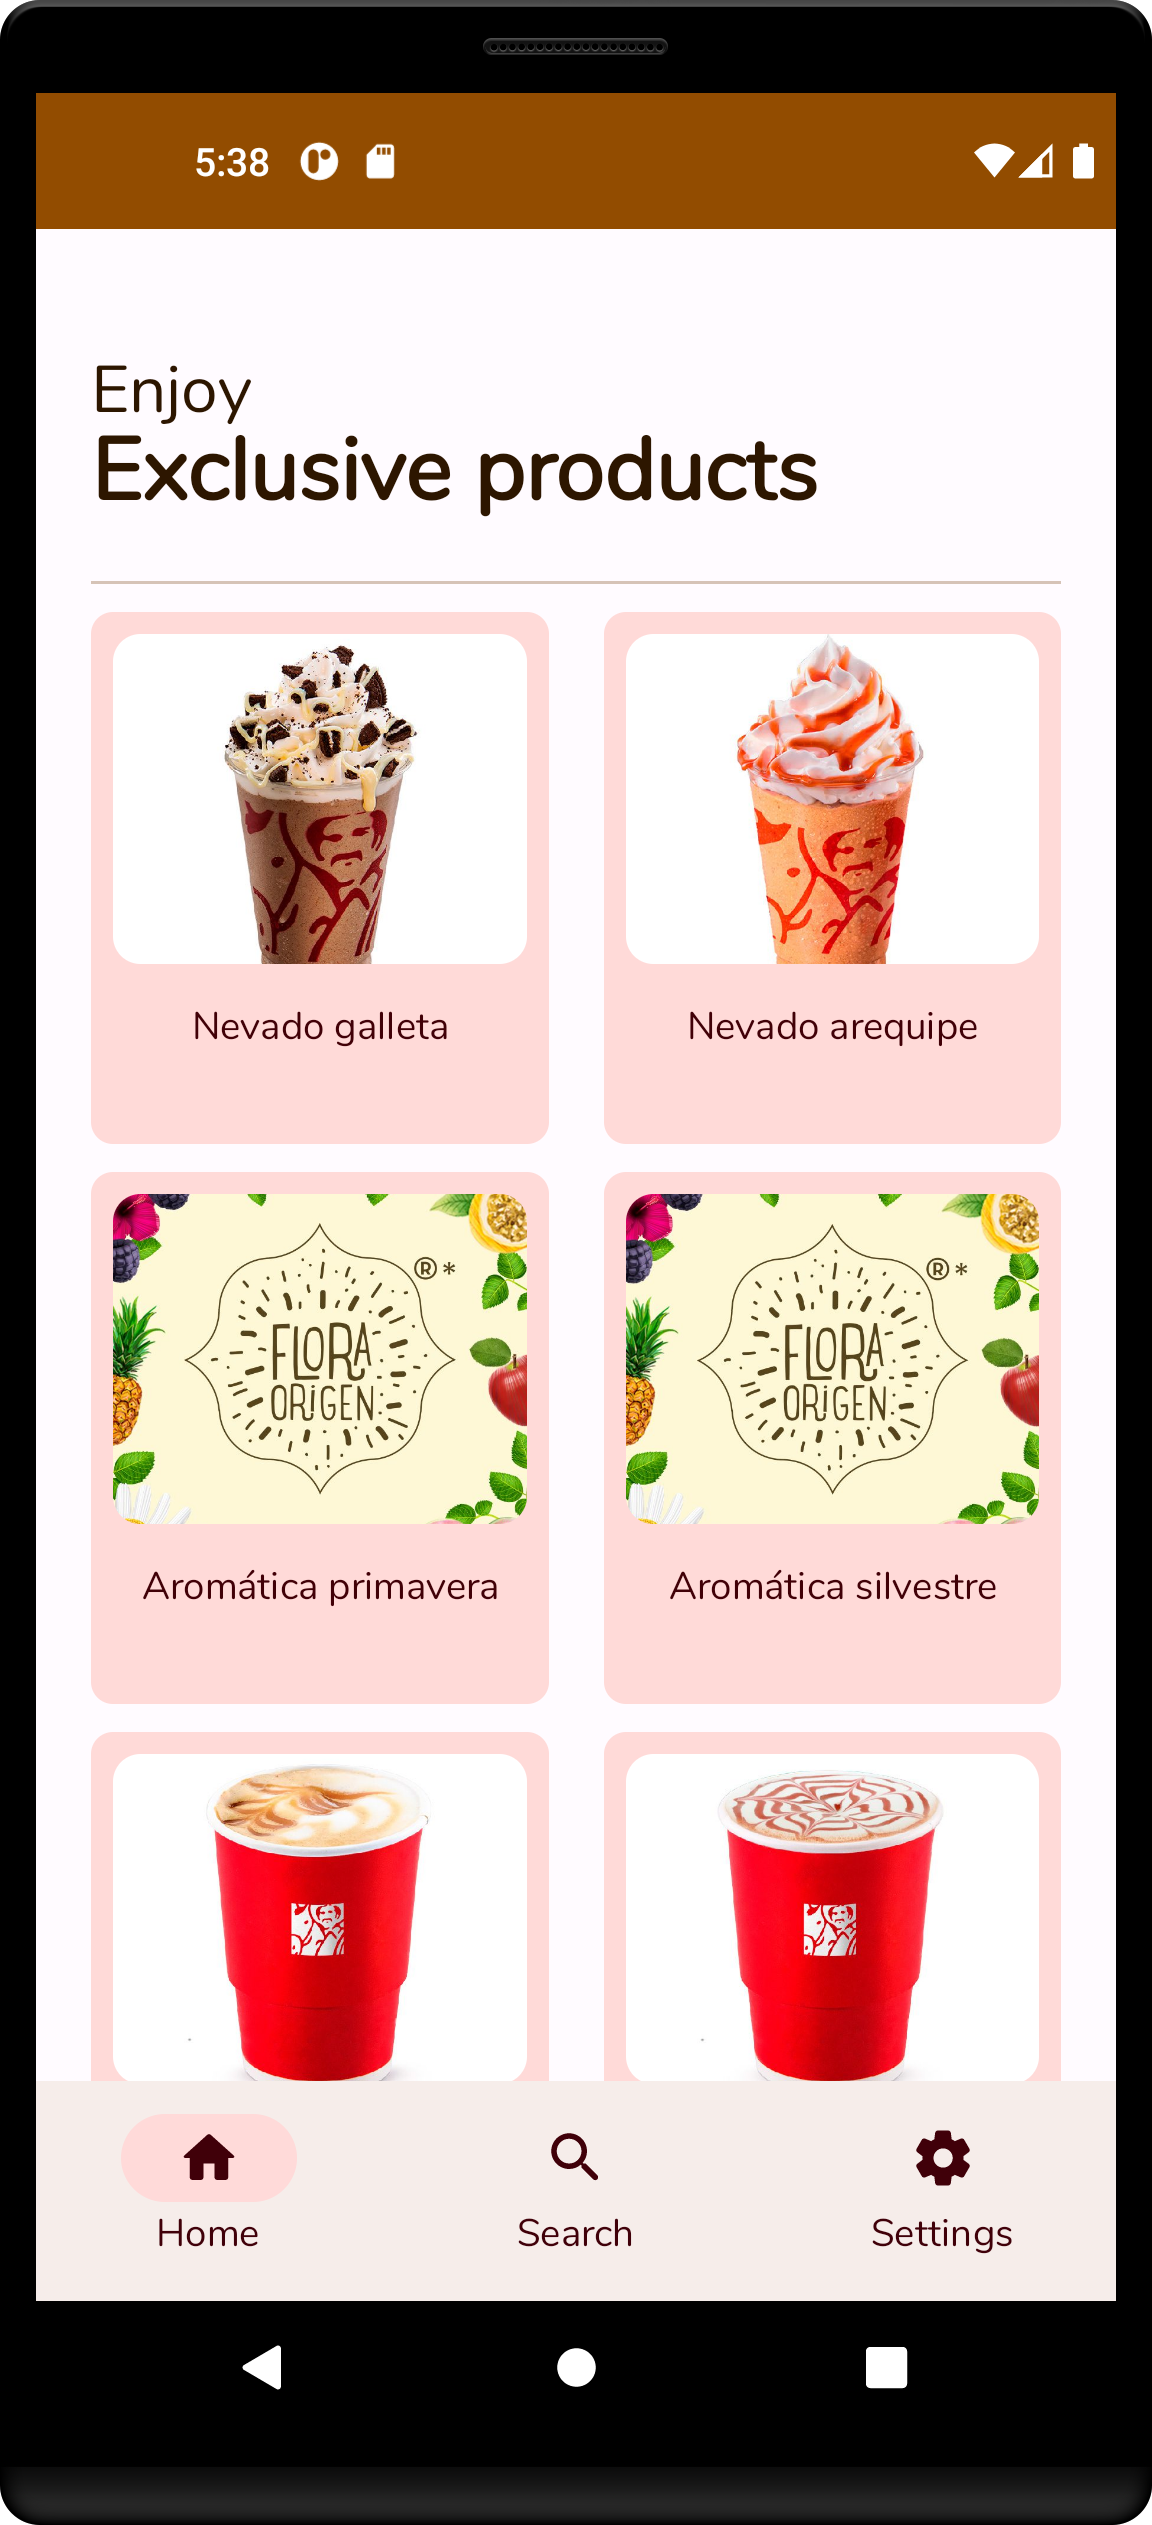 5:38
Enjoy
Exclusive products
Nevado galleta
Nevado arequipe
FLORA
ORiGEN
®*
FLORA
ORiGEN
®*
Aromática primavera
Aromática silvestre
Home
Search
Settings